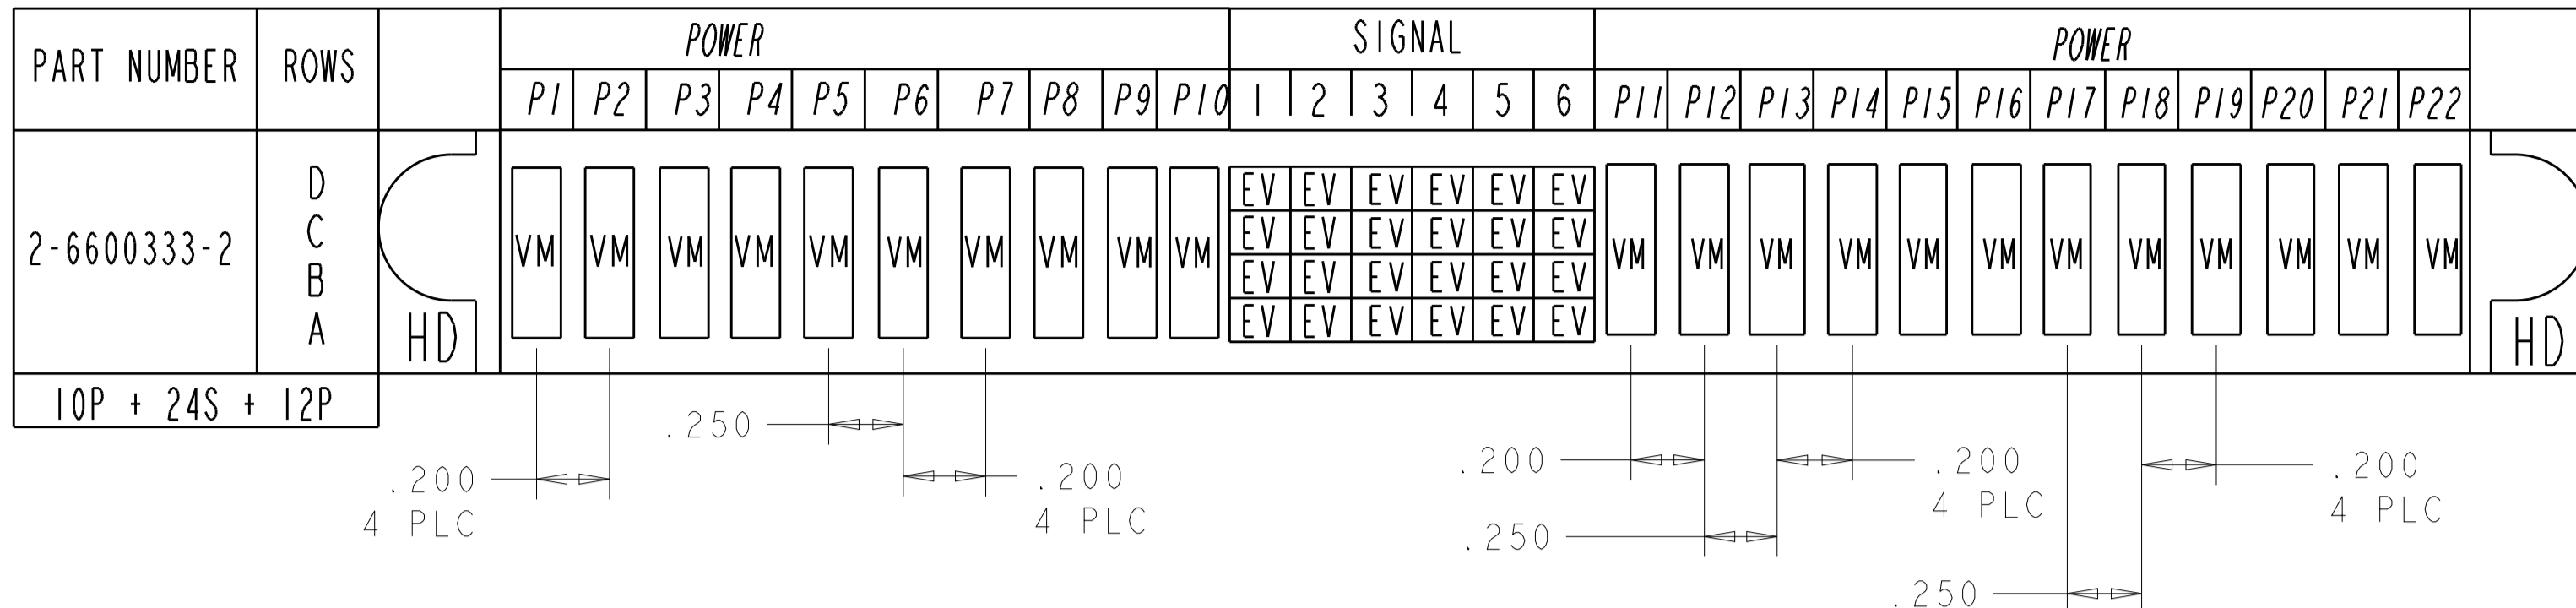 PART NUMBER ROWS POWER SIGNAL POWER
P1 P2 P3 P4 P5 P6 P7 P8 P9 P10 1 2 3 4 5 6 P11 P12 P13 P14 P15 P16 P17 P18 P19 P20 P21 P22
2-6600333-2
D
C
B
A
HD
VM VM VM VM VM VM VM VM VM VM
EV EV EV EV EV EV
EV EV EV EV EV EV
EV EV EV EV EV EV
EV EV EV EV EV EV
VM VM VM VM VM VM VM VM VM VM VM VM
HD
10P + 24S + 12P
.250
.200
4 PLC
.200
4 PLC
.200
.250
.200
4 PLC
.250
.200
4 PLC